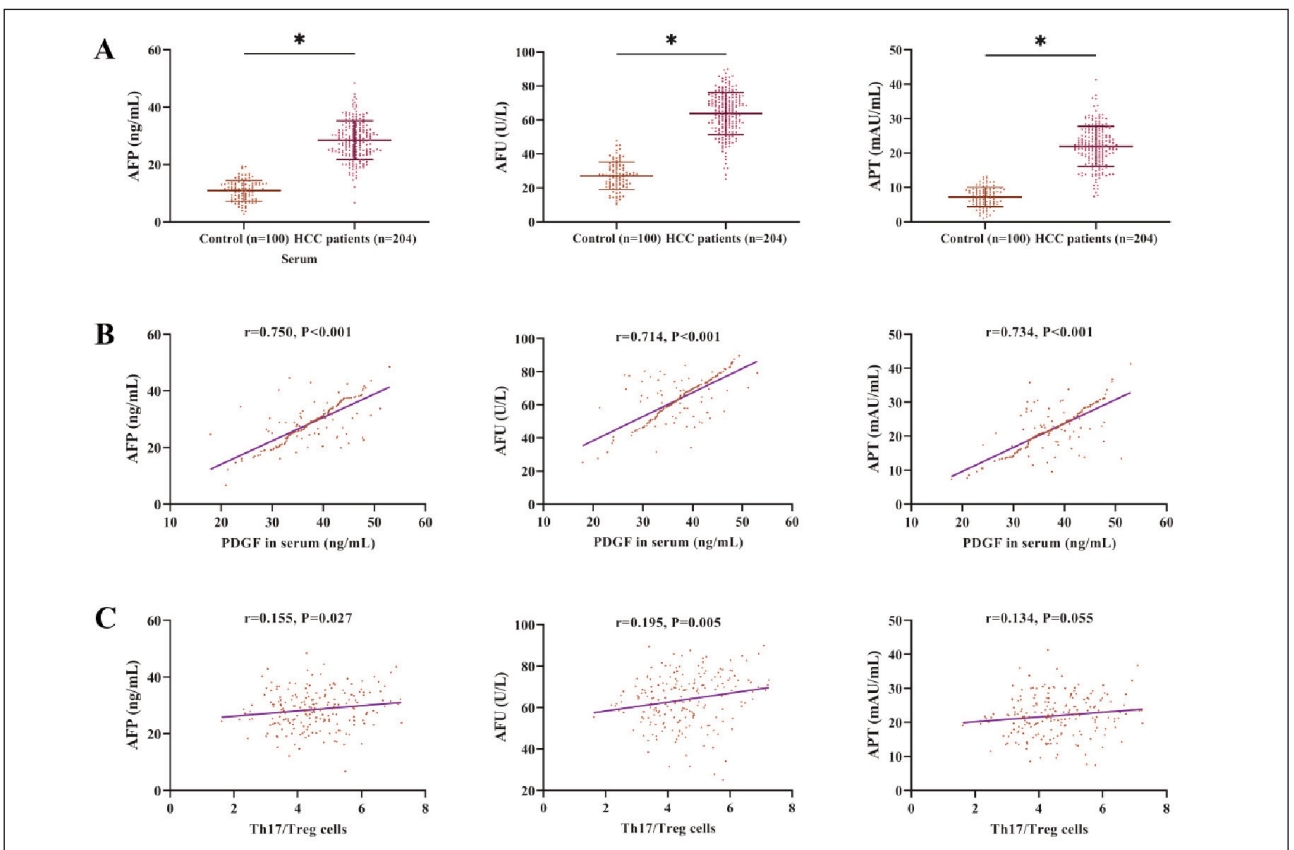 A
*
*
*
AFP (ng/mL)
60
40
20
0
Control (n=100) HCC patients (n=204)
Serum
AFU (U/L)
100
80
60
40
20
0
Control (n=100) HCC patients (n=204)
APT (mAU/mL)
50
40
30
20
10
0
Control (n=100) HCC patients (n=204)
B
r=0.750, P<0.001
AFP (ng/mL)
60
40
20
0
10 20 30 40 50 60
PDGF in serum (ng/mL)
r=0.714, P<0.001
AFU (U/L)
100
80
60
40
20
0
10 20 30 40 50 60
PDGF in serum (ng/mL)
r=0.734, P<0.001
APT (mAU/mL)
50
40
30
20
10
0
10 20 30 40 50 60
PDGF in serum (ng/mL)
C
r=0.155, P=0.027
AFP (ng/mL)
60
40
20
0
0 2 4 6 8
Th17/Treg cells
r=0.195, P=0.005
AFU (U/L)
100
80
60
40
20
0 2 4 6 8
Th17/Treg cells
r=0.134, P=0.055
APT (mAU/mL)
50
40
30
20
10
0
0 2 4 6 8
Th17/Treg cells